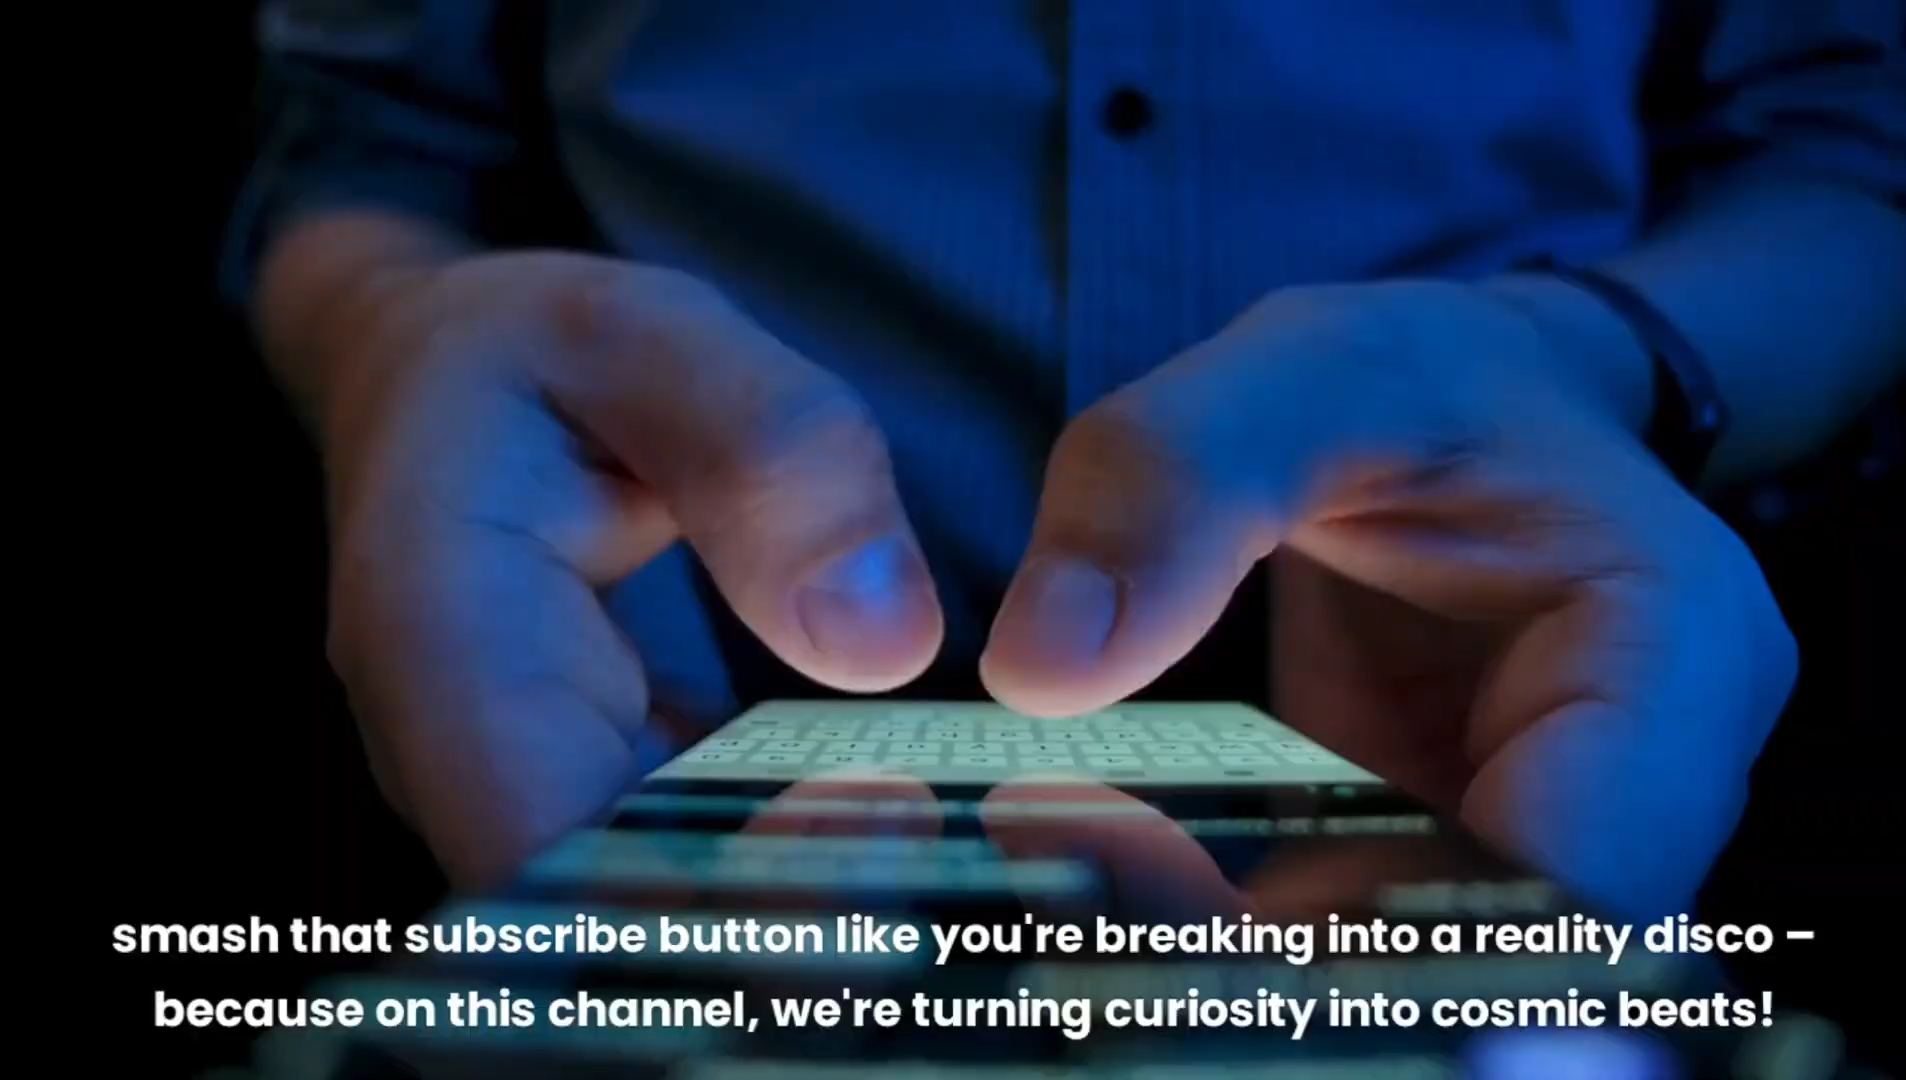 smash that subscribe button like you're breaking into a reality disco –
because on this channel, we're turning curiosity into cosmic beats!